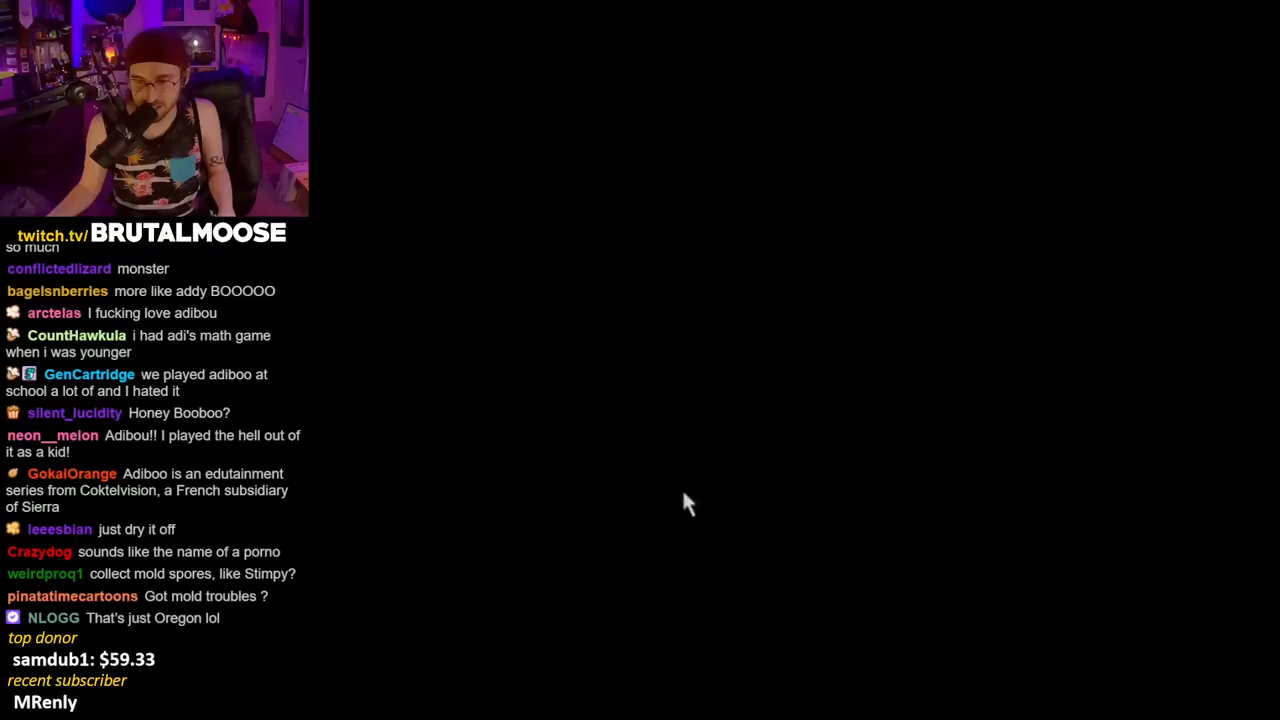 twitch.tv/BRUTALMOOSE
so much
conflictedlizard monster
bagelsnberries more like addy BOOOOO
arctelas I fucking love adibou
CountHawkula i had adi's math game
when i was younger
GenCartridge we played adiboo at
school a lot of and I hated it
silent_lucidity Honey Booboo?
neon__melon Adibou!! I played the hell out of
it as a kid!
GokaiOrange Adiboo is an edutainment
series from Coktelvision, a French subsidiary
of Sierra
leeesbian just dry it off
Crazydog sounds like the name of a porno
weirdproq1 collect mold spores, like Stimpy?
pinatatimecartoons Got mold troubles ?
NLOGG That's just Oregon lol
top donor
samdub1: $59.33
recent subscriber
MRenly